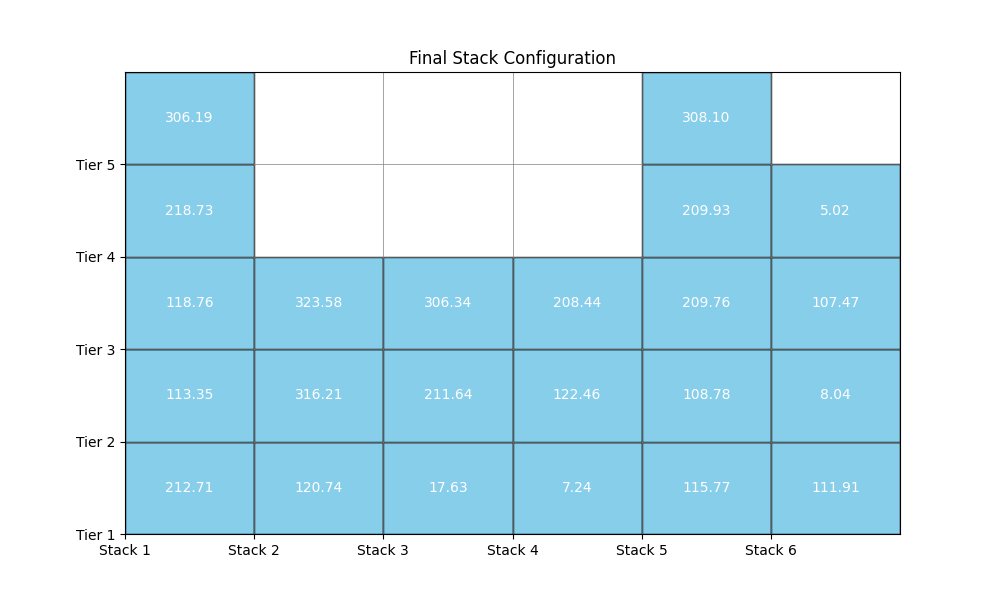 Final Stack Configuration
306.19 308.10
Tier 5
218.73 209.93 5.02
Tier 4
118.76 323.58 306.34 208.44 209.76 107.47
Tier 3
113.35 316.21 211.64 122.46 108.78 8.04
Tier 2
212.71 120.74 17.63 7.24 115.77 111.91
Tier 1
Stack 1 Stack 2 Stack 3 Stack 4 Stack 5 Stack 6